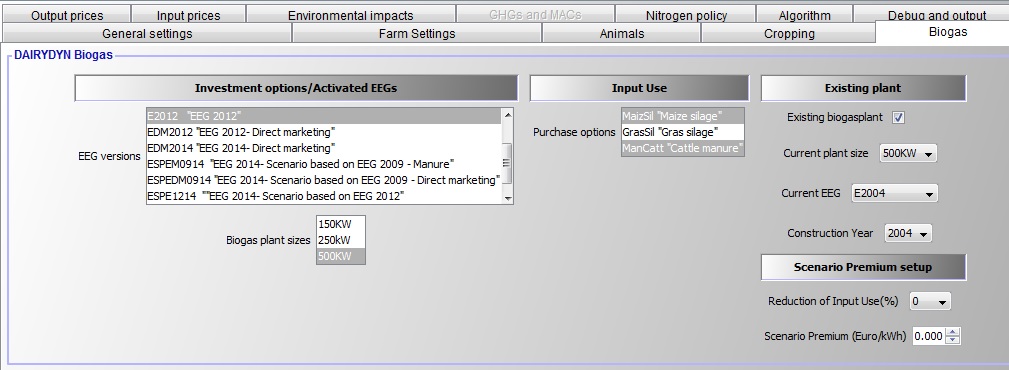 Output prices Input prices Environmental impacts GHGs and MACs Nitrogen policy Algorithm Debug and output
General settings Farm Settings Animals Cropping Biogas
DAIRYDYN Biogas
Investment options/Activated EEGs
EEG versions
E2012 "EEG 2012"
EDM2012 "EEG 2012- Direct marketing"
EDM2014 "EEG 2014- Direct marketing"
ESPEM0914 "EEG 2014- Scenario based on EEG 2009 - Manure"
ESPEDM0914 "EEG 2014- Scenario based on EEG 2009 - Direct marketing"
ESPE1214 ""EEG 2014- Scenario based on EEG 2012"
Biogas plant sizes
150KW
250kW
500KW
Input Use
Purchase options
MaizSil "Maize silage"
GrasSil "Gras silage"
ManCatt "Cattle manure"
Existing plant
Existing biogasplant
Current plant size 500KW
Current EEG E2004
Construction Year 2004
Scenario Premium setup
Reduction of Input Use(%) 0
Scenario Premium (Euro/kWh) 0.000